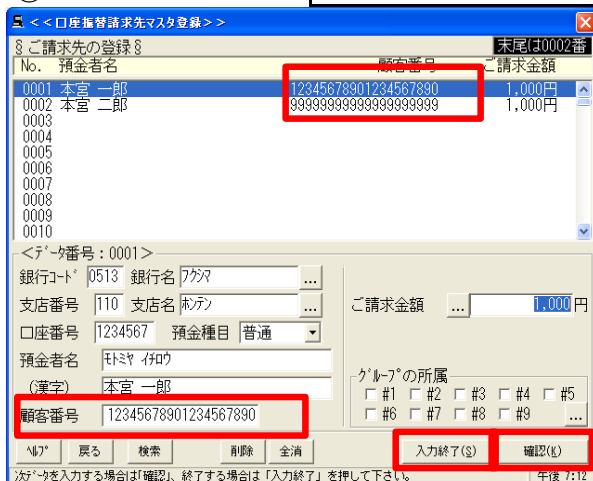 <<口座振替請求先マスタ登録>>
§ご請求先の登録§ 末尾は0002番
No. 預金者名 顧客番号 ご請求金額
0001 本宮 一郎 12345678901234567890 1,000円
0002 本宮 二郎 99999999999999999999 1,000円
0003
0004
0005
0006
0007
0008
0009
0010
<ﾃﾞｰﾀ番号:0001>
銀行ｺｰﾄﾞ 0513 銀行名 ﾌｸｼﾏ ...
支店番号 110 支店名 ﾎﾝﾃﾝ ... ご請求金額 ... 1,000 円
口座番号 1234567 預金種目 普通
預金者名 ﾓﾄﾐﾔ ｲﾁﾛｳ
(漢字) 本宮 一郎
ｸﾞﾙｰﾌﾟの所属
#1 #2 #3 #4 #5
#6 #7 #8 #9 ...
顧客番号 12345678901234567890
ﾍﾙﾌﾟ 戻る 検索 削除 全消 入力終了(S) 確認(K)
次ﾃﾞｰﾀを入力する場合は「確認」、終了する場合は「入力終了」を押して下さい。 午後 7:12